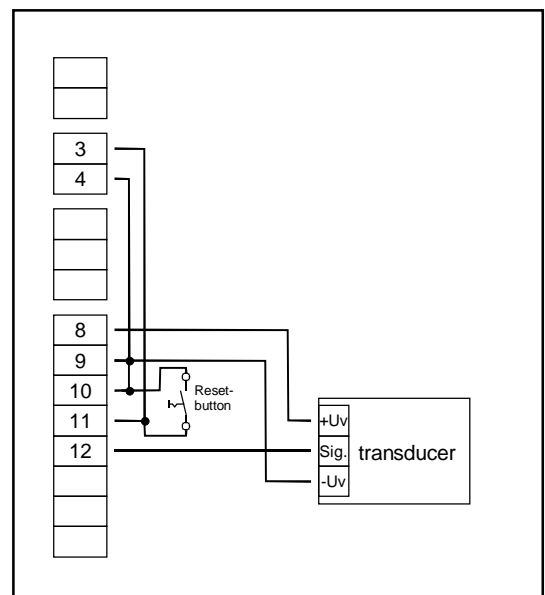 3
4
8
9
10
11
12
Reset-
button
+Uv
Sig.
-Uv
transducer